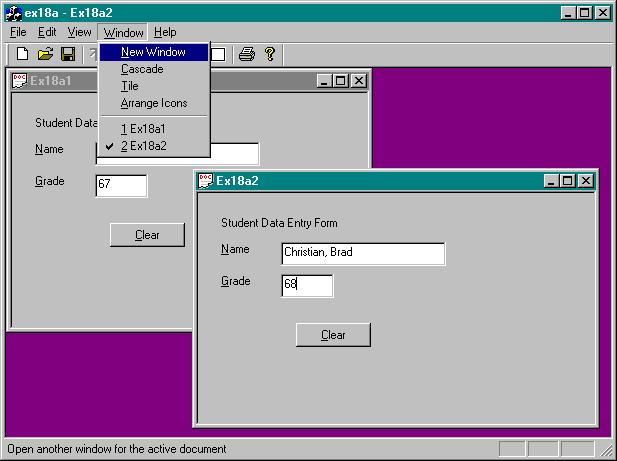 ex18a - Ex18a2
File Edit View Window Help
New Window
Cascade
Tile
Arrange Icons
1 Ex18a1
2 Ex18a2
DOC Ex18a1
Student Data
Name
Grade 67
Clear
DOC Ex18a2
Student Data Entry Form
Name Christian, Brad
Grade 68
Clear
Open another window for the active document